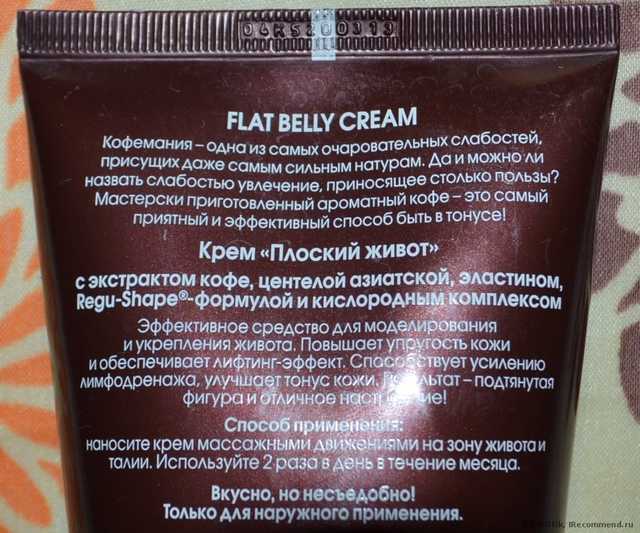 FLAT BELLY CREAM
Кофемания – одна из самых очаровательных слабостей,
присущих даже самым сильным натурам. Да и можно ли
назвать слабостью увлечение, приносящее столько пользы?
Мастерски приготовленный ароматный кофе – это самый
приятный и эффективный способ быть в тонусе!
Крем «Плоский живот»
с экстрактом кофе, центелой азиатской, эластином,
Regu-Shape®-формулой и кислородным комплексом
Эффективное средство для моделирования
и укрепления живота. Повышает упругость кожи
и обеспечивает лифтинг-эффект. Способствует усилению
лимфодренажа, улучшает тонус кожи. Результат – подтянутая
фигура и отличное настроение!
Способ применения:
наносите крем массажными движениями на зону живота и
талии. Используйте 2 раза в день в течение месяца.
Вкусно, но несъедобно!
Только для наружного применения.
IRecommend.ru